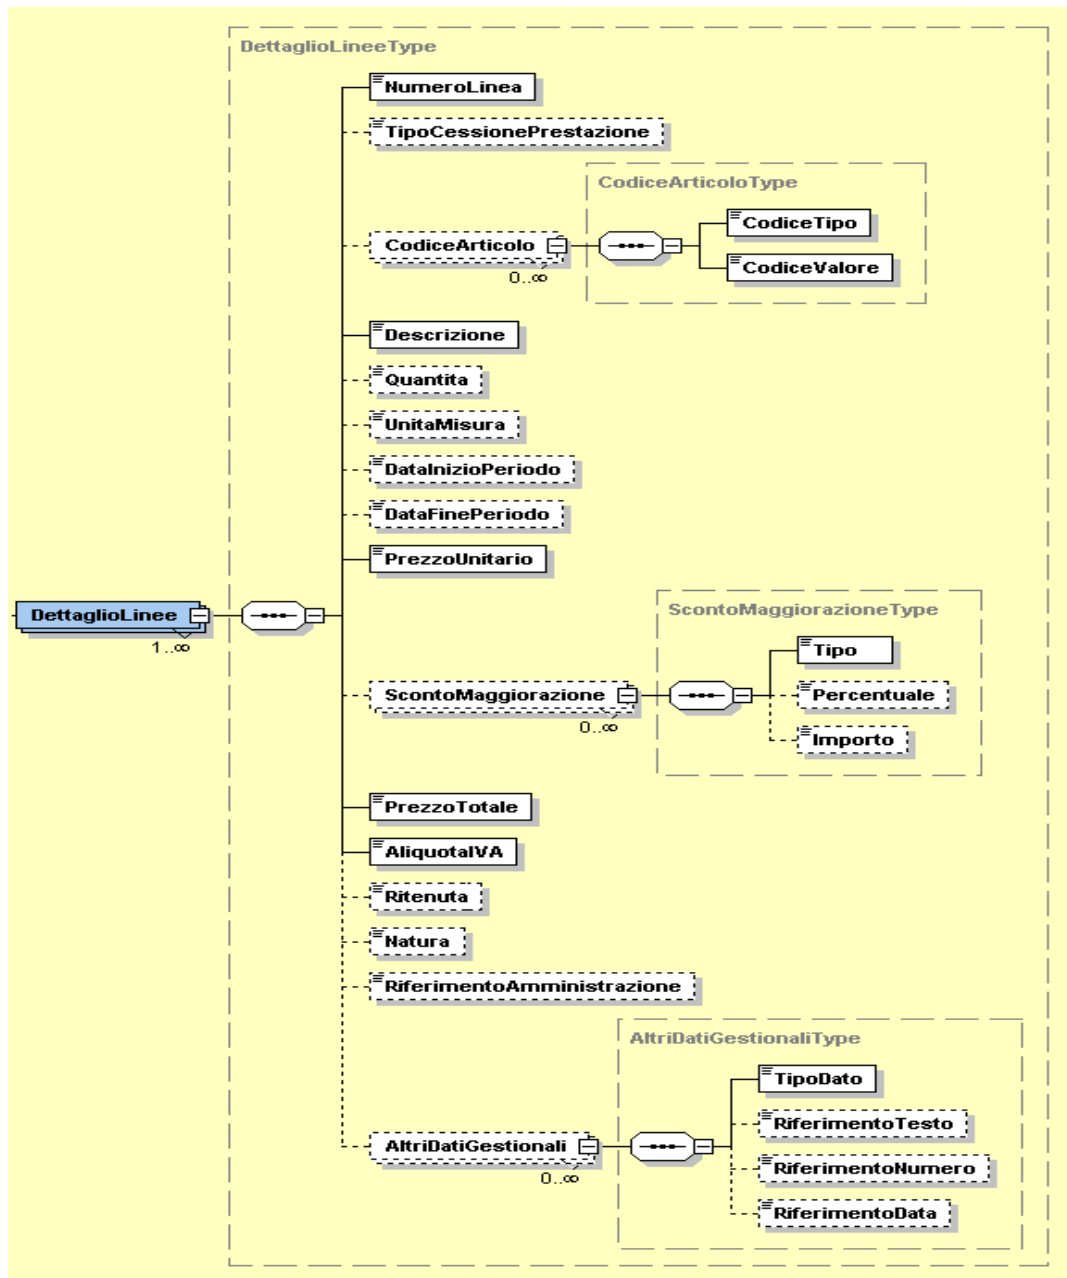 DettaglioLineeType
NumeroLinea
TipoCessionePrestazione
CodiceArticoloType
CodiceArticolo
0..∞
CodiceTipo
CodiceValore
Descrizione
Quantita
UnitaMisura
DataInizioPeriodo
DataFinePeriodo
PrezzoUnitario
DettaglioLinee
1..∞
ScontoMaggiorazioneType
ScontoMaggiorazione
0..∞
Tipo
Percentuale
Importo
PrezzoTotale
AliquotaIVA
Ritenuta
Natura
RiferimentoAmministrazione
AltriDatiGestionaliType
AltriDatiGestionali
0..∞
TipoDato
RiferimentoTesto
RiferimentoNumero
RiferimentoData